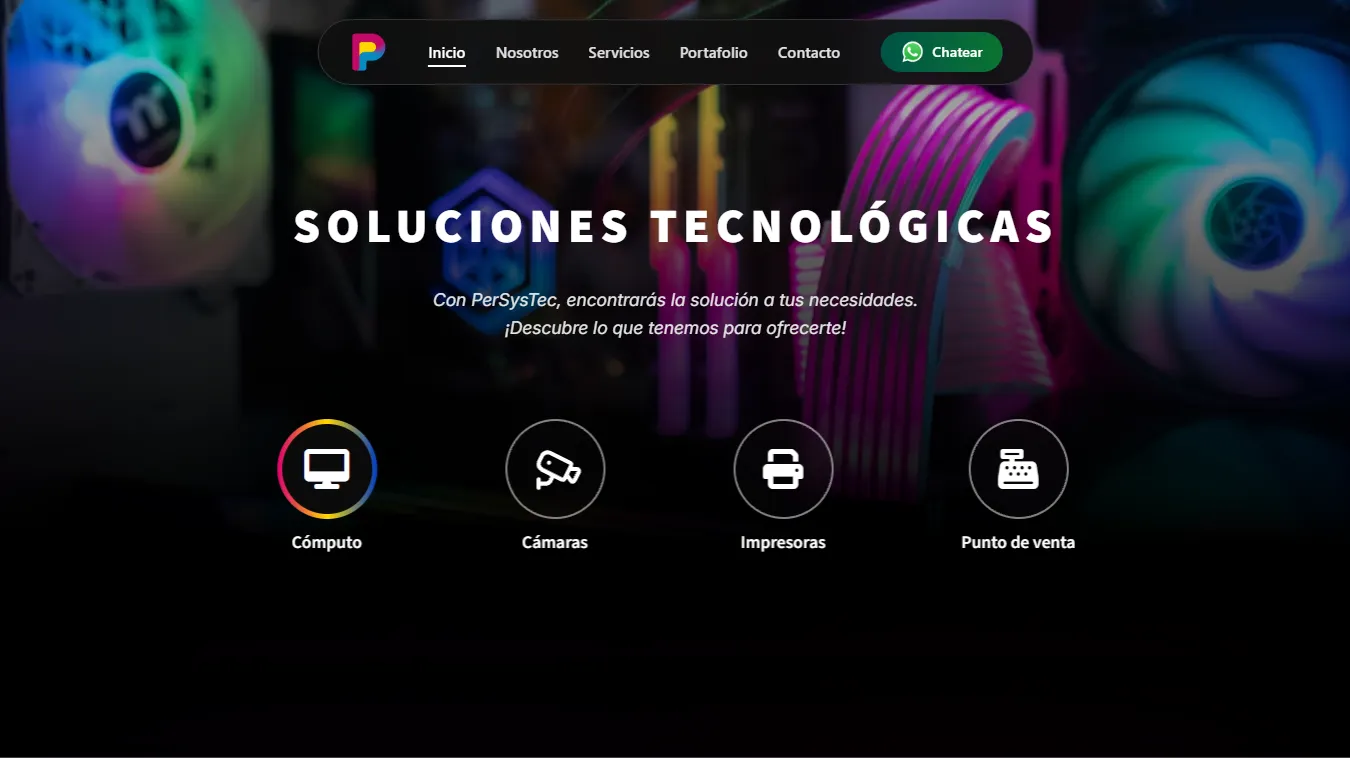 Inicio
Nosotros
Servicios
Portafolio
Contacto
Chatear
SOLUCIONES TECNOLÓGICAS
Con PerSysTec, encontrarás la solución a tus necesidades.
¡Descubre lo que tenemos para ofrecerte!
Cómputo
Cámaras
Impresoras
Punto de venta